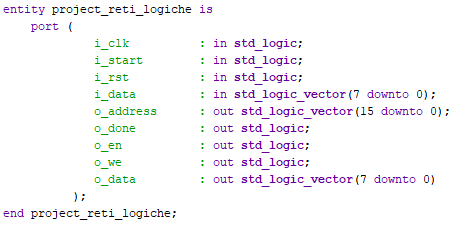 entity project_reti_logiche is
    port (
            i_clk         : in std_logic;
            i_start       : in std_logic;
            i_rst         : in std_logic;
            i_data        : in std_logic_vector(7 downto 0);
            o_address     : out std_logic_vector(15 downto 0);
            o_done        : out std_logic;
            o_en          : out std_logic;
            o_we          : out std_logic;
            o_data        : out std_logic_vector(7 downto 0)
         );
end project_reti_logiche;